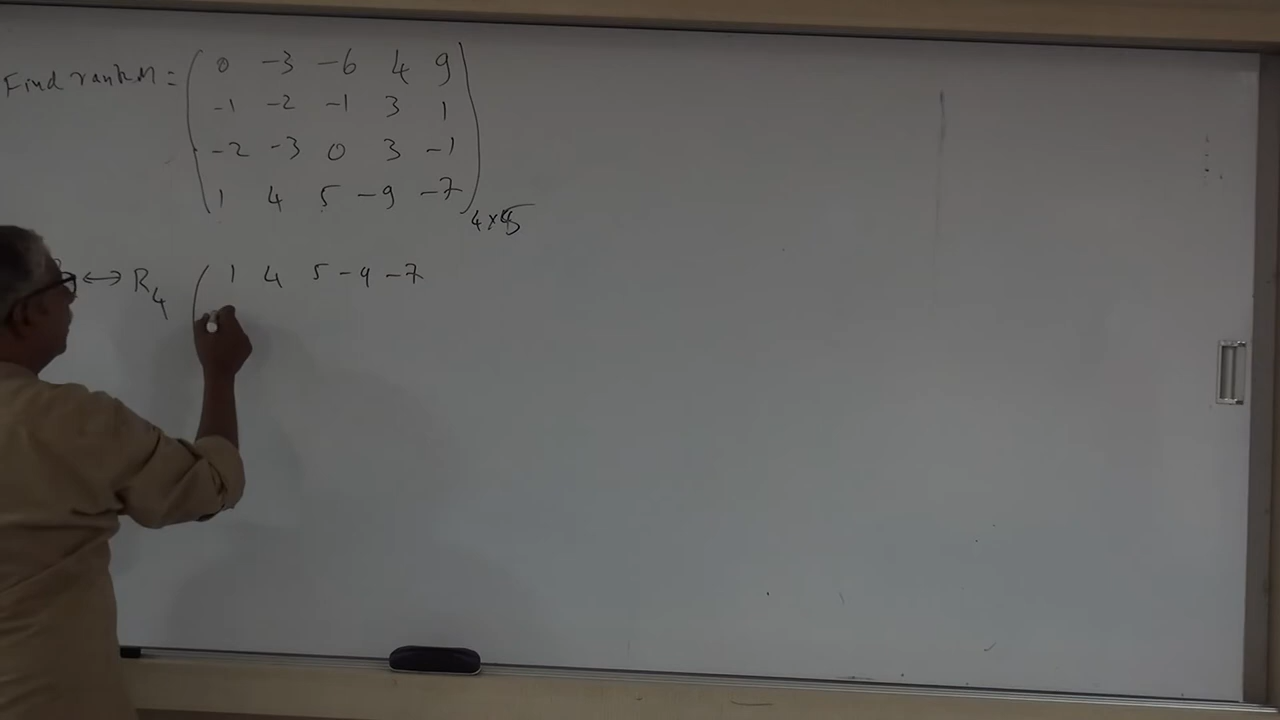 Find rank M = ( 0 -3 -6 4 9
-1 -2 -1 3 1
-2 -3 0 3 -1
1 4 5 -9 -7 ) 4×5
↔ R4 ( 1 4 5 -9 -7